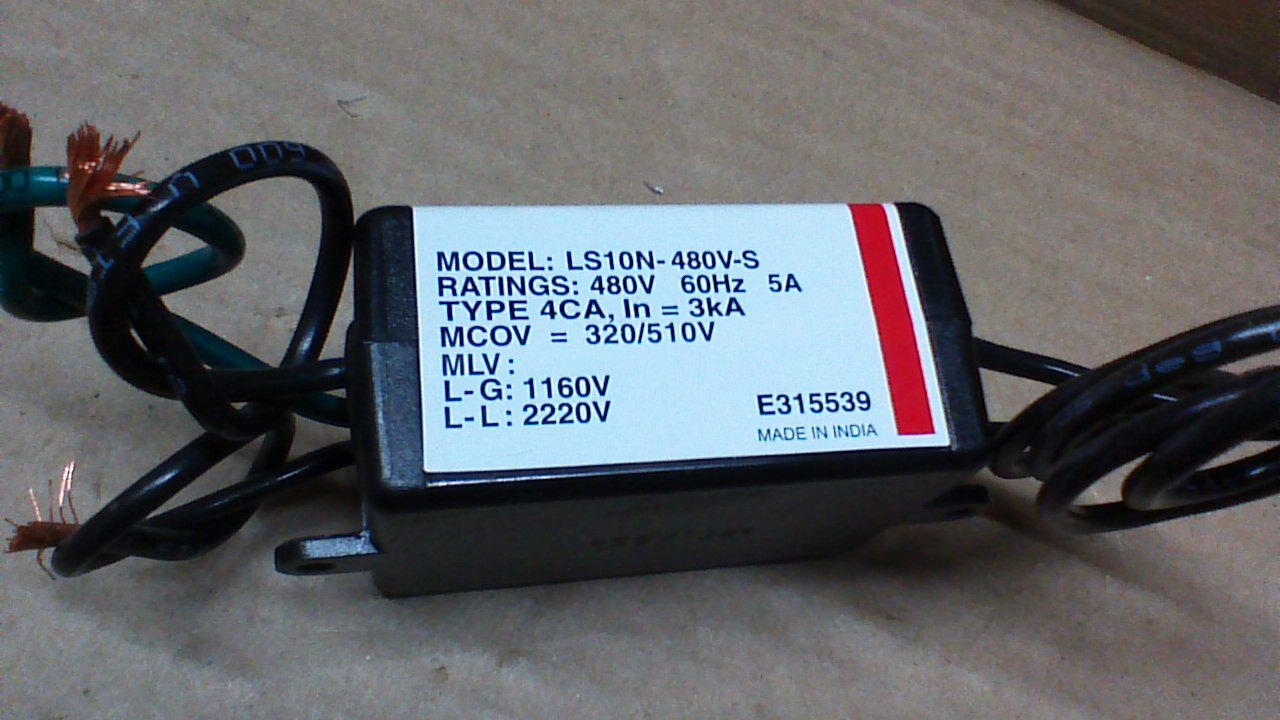 MODEL: LS10N-480V-S
RATINGS: 480V 60Hz 5A
TYPE 4CA, In = 3kA
MCOV = 320/510V
MLV:
L-G: 1160V
L-L: 2220V
E315539
MADE IN INDIA
600